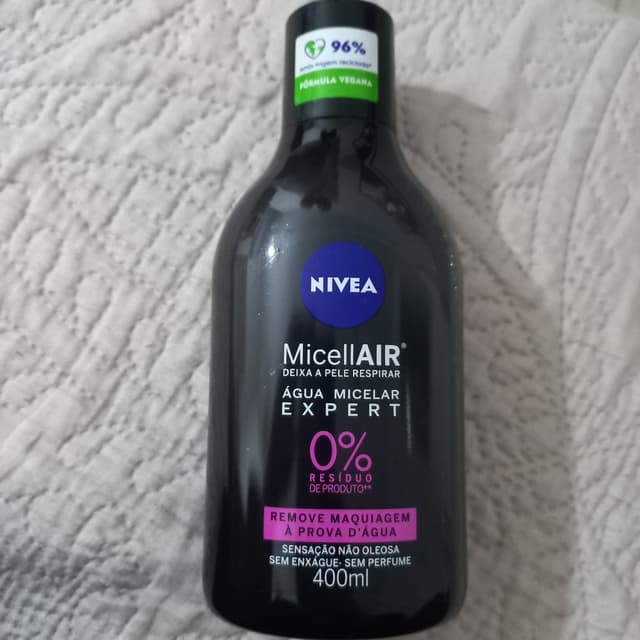 96%
reciclado*
FÓRMULA VEGANA
NIVEA
MicellAIR®
DEIXA A PELE RESPIRAR
ÁGUA MICELAR
EXPERT
0%
RESÍDUO
DE PRODUTO**
REMOVE MAQUIAGEM
À PROVA D'ÁGUA
SENSAÇÃO NÃO OLEOSA
SEM ENXÁGUE- SEM PERFUME
400ml